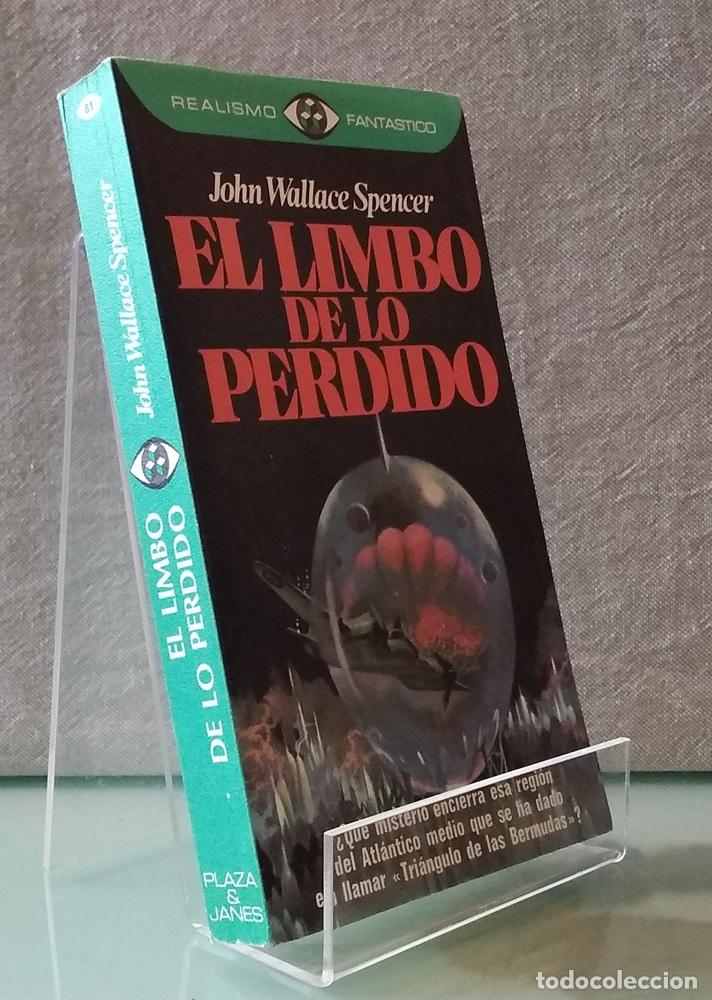 REALISMO FANTASTICO
John Wallace Spencer
EL LIMBO
DE LO
PERDIDO
¿Qué misterio encierra esa región
del Atlántico medio que se ha dado
en llamar «Triángulo de las Bermudas»?
81
John Wallace Spencer
EL LIMBO
DE LO PERDIDO
PLAZA
&
JANES
todocoleccion